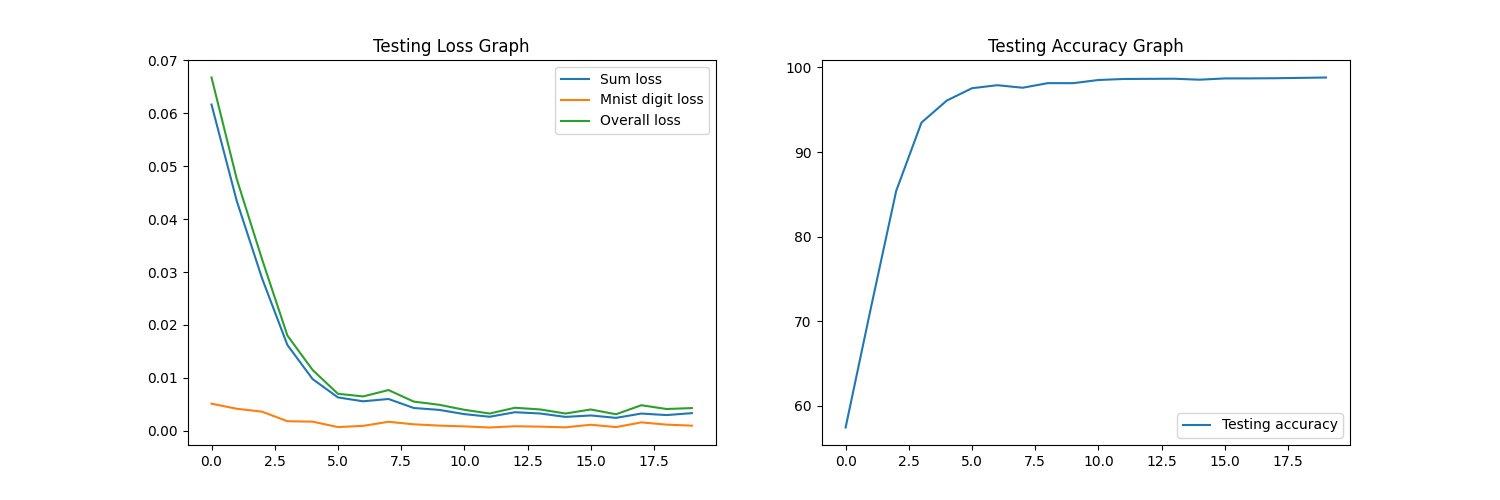 Testing Loss Graph
0.07
0.06
0.05
0.04
0.03
0.02
0.01
0.00
0.0 2.5 5.0 7.5 10.0 12.5 15.0 17.5
Sum loss
Mnist digit loss
Overall loss
Testing Accuracy Graph
100
90
80
70
60
0.0 2.5 5.0 7.5 10.0 12.5 15.0 17.5
Testing accuracy